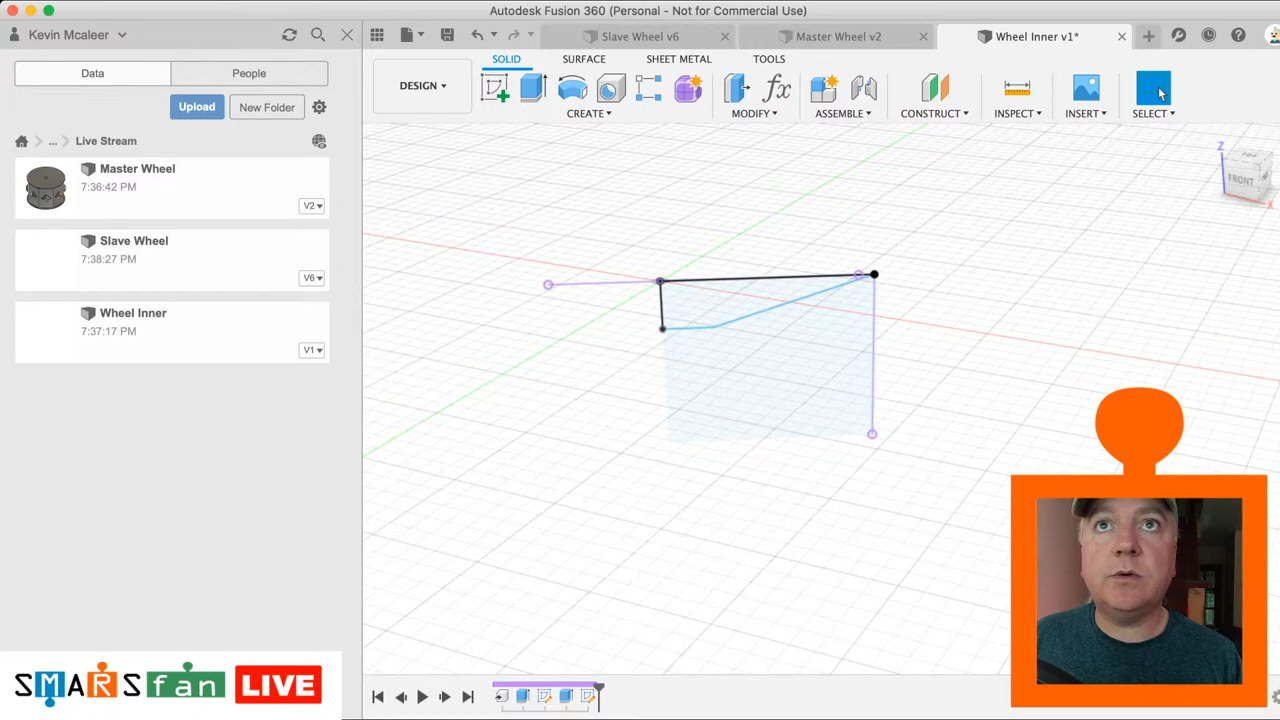 Autodesk Fusion 360 (Personal - Not for Commercial Use)
Kevin Mcaleer
Slave Wheel v6
Master Wheel v2
Wheel Inner v1*
Data
People
Upload
New Folder
... Live Stream
Master Wheel
7:36:42 PM
V2
Slave Wheel
7:38:27 PM
V6
Wheel Inner
7:37:17 PM
V1
DESIGN
SOLID
SURFACE
SHEET METAL
TOOLS
CREATE
MODIFY
ASSEMBLE
CONSTRUCT
INSPECT
INSERT
SELECT
Z
FRONT
X
SMARSfan LIVE